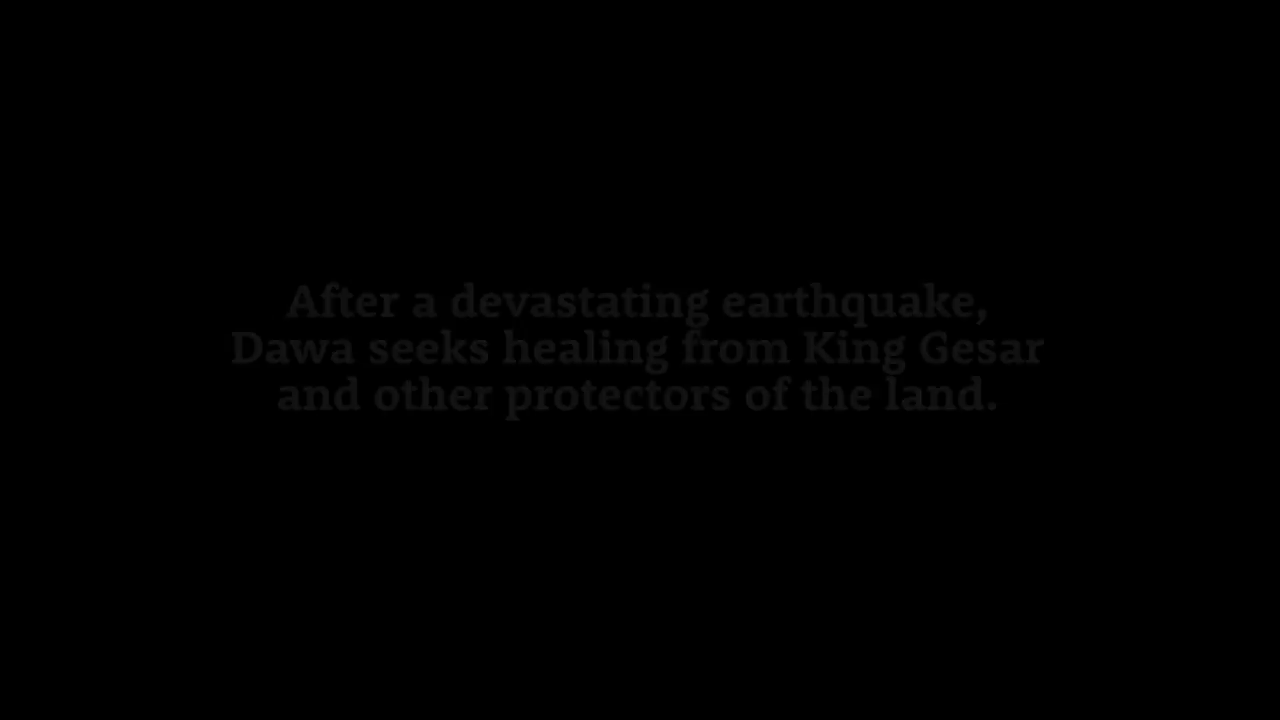 After a devastating earthquake,
Dawa seeks healing from King Gesar
and other protectors of the land.